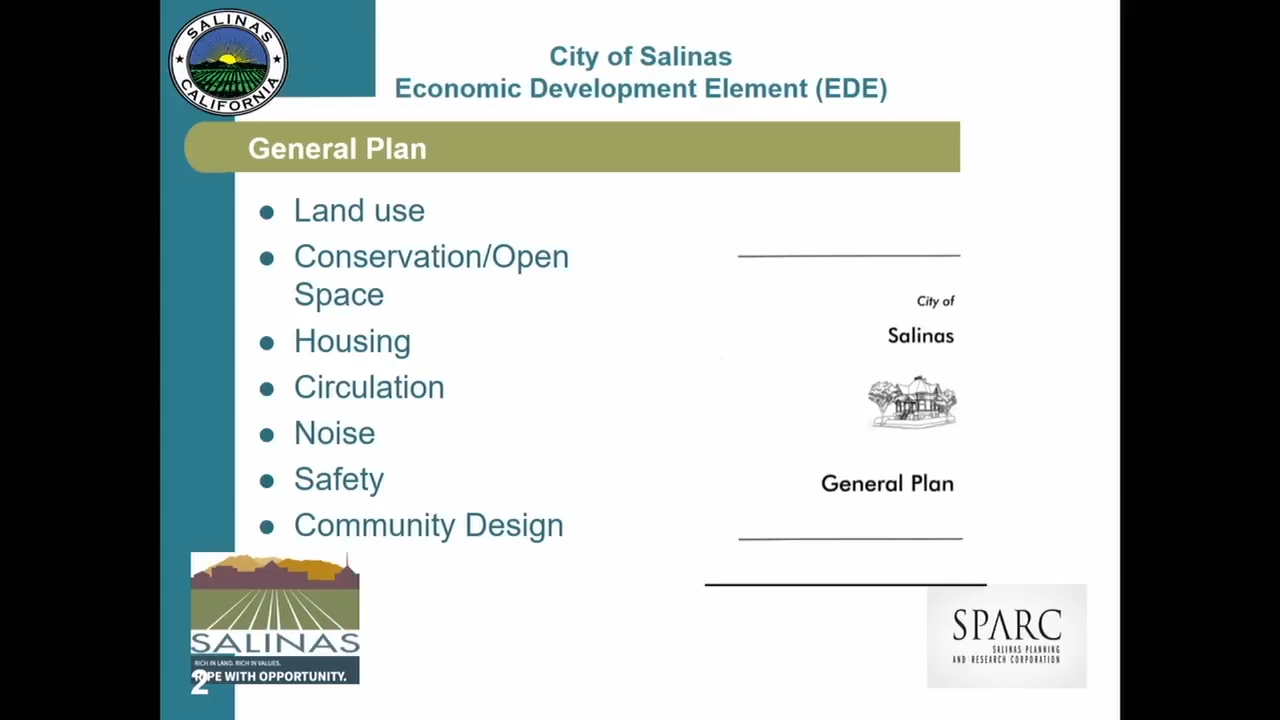 SALINAS
CALIFORNIA
City of Salinas
Economic Development Element (EDE)
General Plan
● Land use
● Conservation/Open
Space
● Housing
● Circulation
● Noise
● Safety
● Community Design
City of
Salinas
General Plan
SALINAS
RICH IN LAND. RICH IN VALUES.
RIPE WITH OPPORTUNITY.
2
SPARC
SALINAS PLANNING
AND RESEARCH CORPORATION